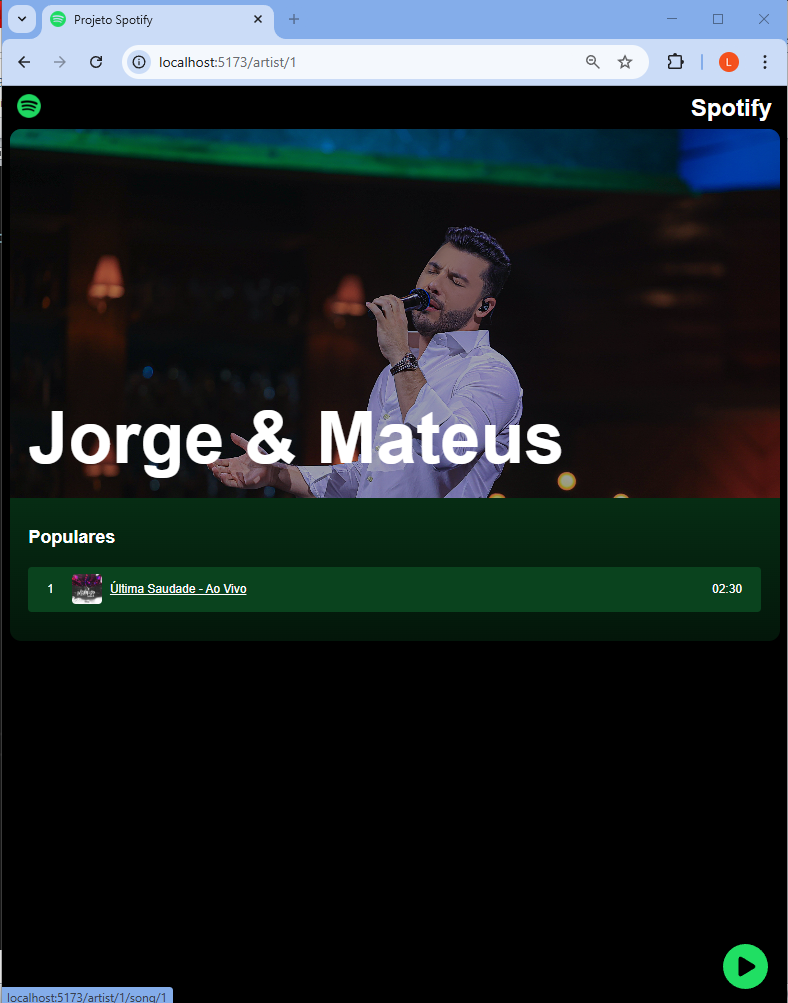 Projeto Spotify
localhost:5173/artist/1
L
Spotify
Jorge & Mateus
Populares
1 Última Saudade - Ao Vivo 02:30
localhost:5173/artist/1/song/1